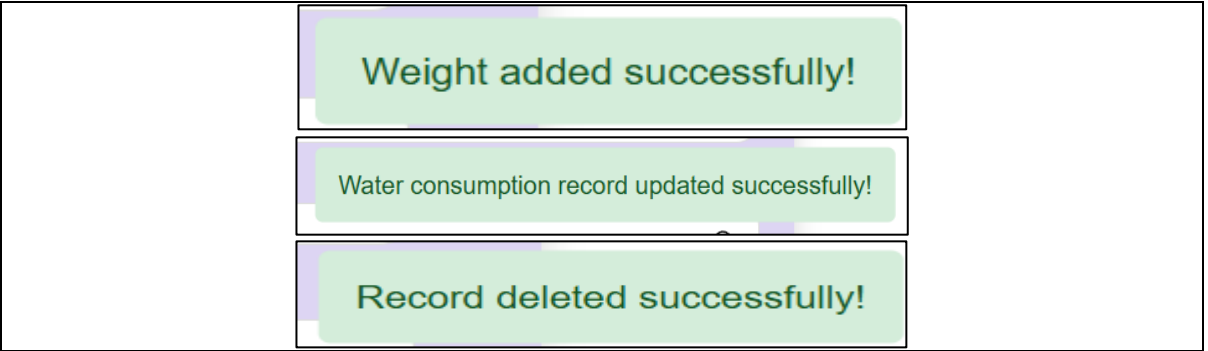 Weight added successfully!
Water consumption record updated successfully!
Record deleted successfully!